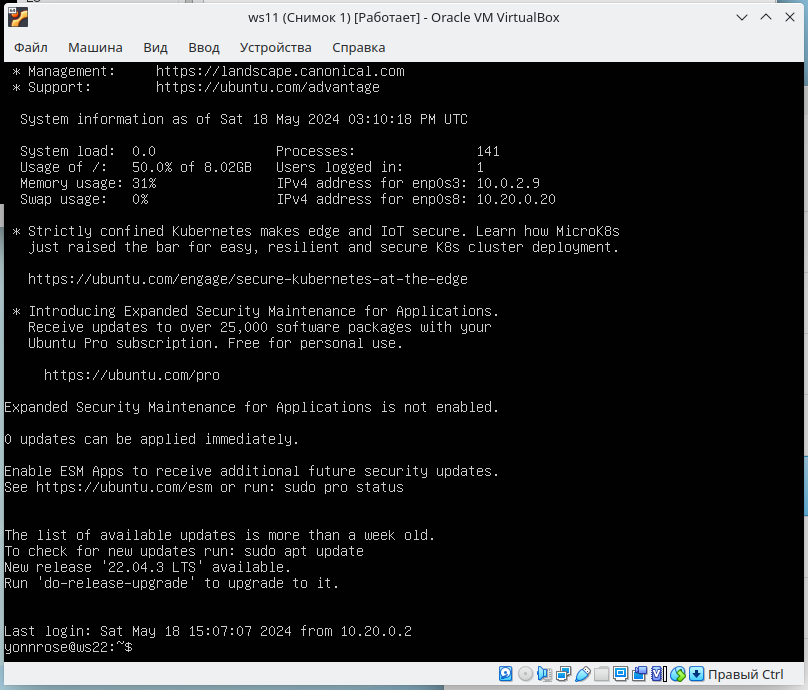 ws11 (Снимок 1) [Работает] - Oracle VM VirtualBox
Файл Машина Вид Ввод Устройства Справка
* Management: https://landscape.canonical.com
* Support: https://ubuntu.com/advantage
System information as of Sat 18 May 2024 03:10:18 PM UTC
System load: 0.0 Processes: 141
Usage of /: 50.0% of 8.02GB Users logged in: 1
Memory usage: 31% IPv4 address for enp0s3: 10.0.2.9
Swap usage: 0% IPv4 address for enp0s8: 10.20.0.20
* Strictly confined Kubernetes makes edge and IoT secure. Learn how MicroK8s
just raised the bar for easy, resilient and secure K8s cluster deployment.
https://ubuntu.com/engage/secure-kubernetes-at-the-edge
* Introducing Expanded Security Maintenance for Applications.
Receive updates to over 25,000 software packages with your
Ubuntu Pro subscription. Free for personal use.
https://ubuntu.com/pro
Expanded Security Maintenance for Applications is not enabled.
0 updates can be applied immediately.
Enable ESM Apps to receive additional future security updates.
See https://ubuntu.com/esm or run: sudo pro status
The list of available updates is more than a week old.
To check for new updates run: sudo apt update
New release '22.04.3 LTS' available.
Run 'do-release-upgrade' to upgrade to it.
Last login: Sat May 18 15:07:07 2024 from 10.20.0.2
yonnrose@ws22:~$
Правый Ctrl